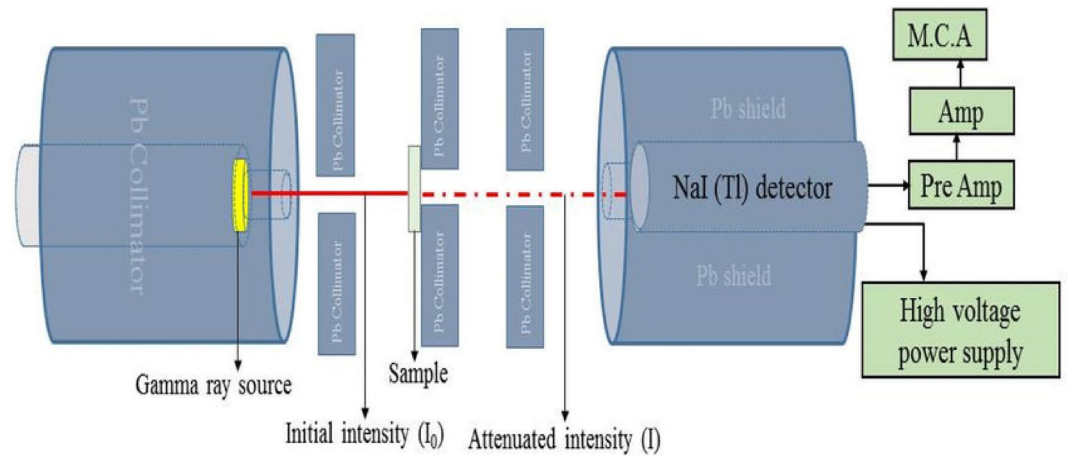 Pb Collimator
Pb Collimator
Pb Collimator
Pb Collimator
Pb Collimator
Pb Collimator
Pb Collimator
Pb shield
NaI (Tl) detector
Pb shield
M.C.A
Amp
Pre Amp
High voltage
power supply
Gamma ray source
Sample
Initial intensity (I₀)
Attenuated intensity (I)